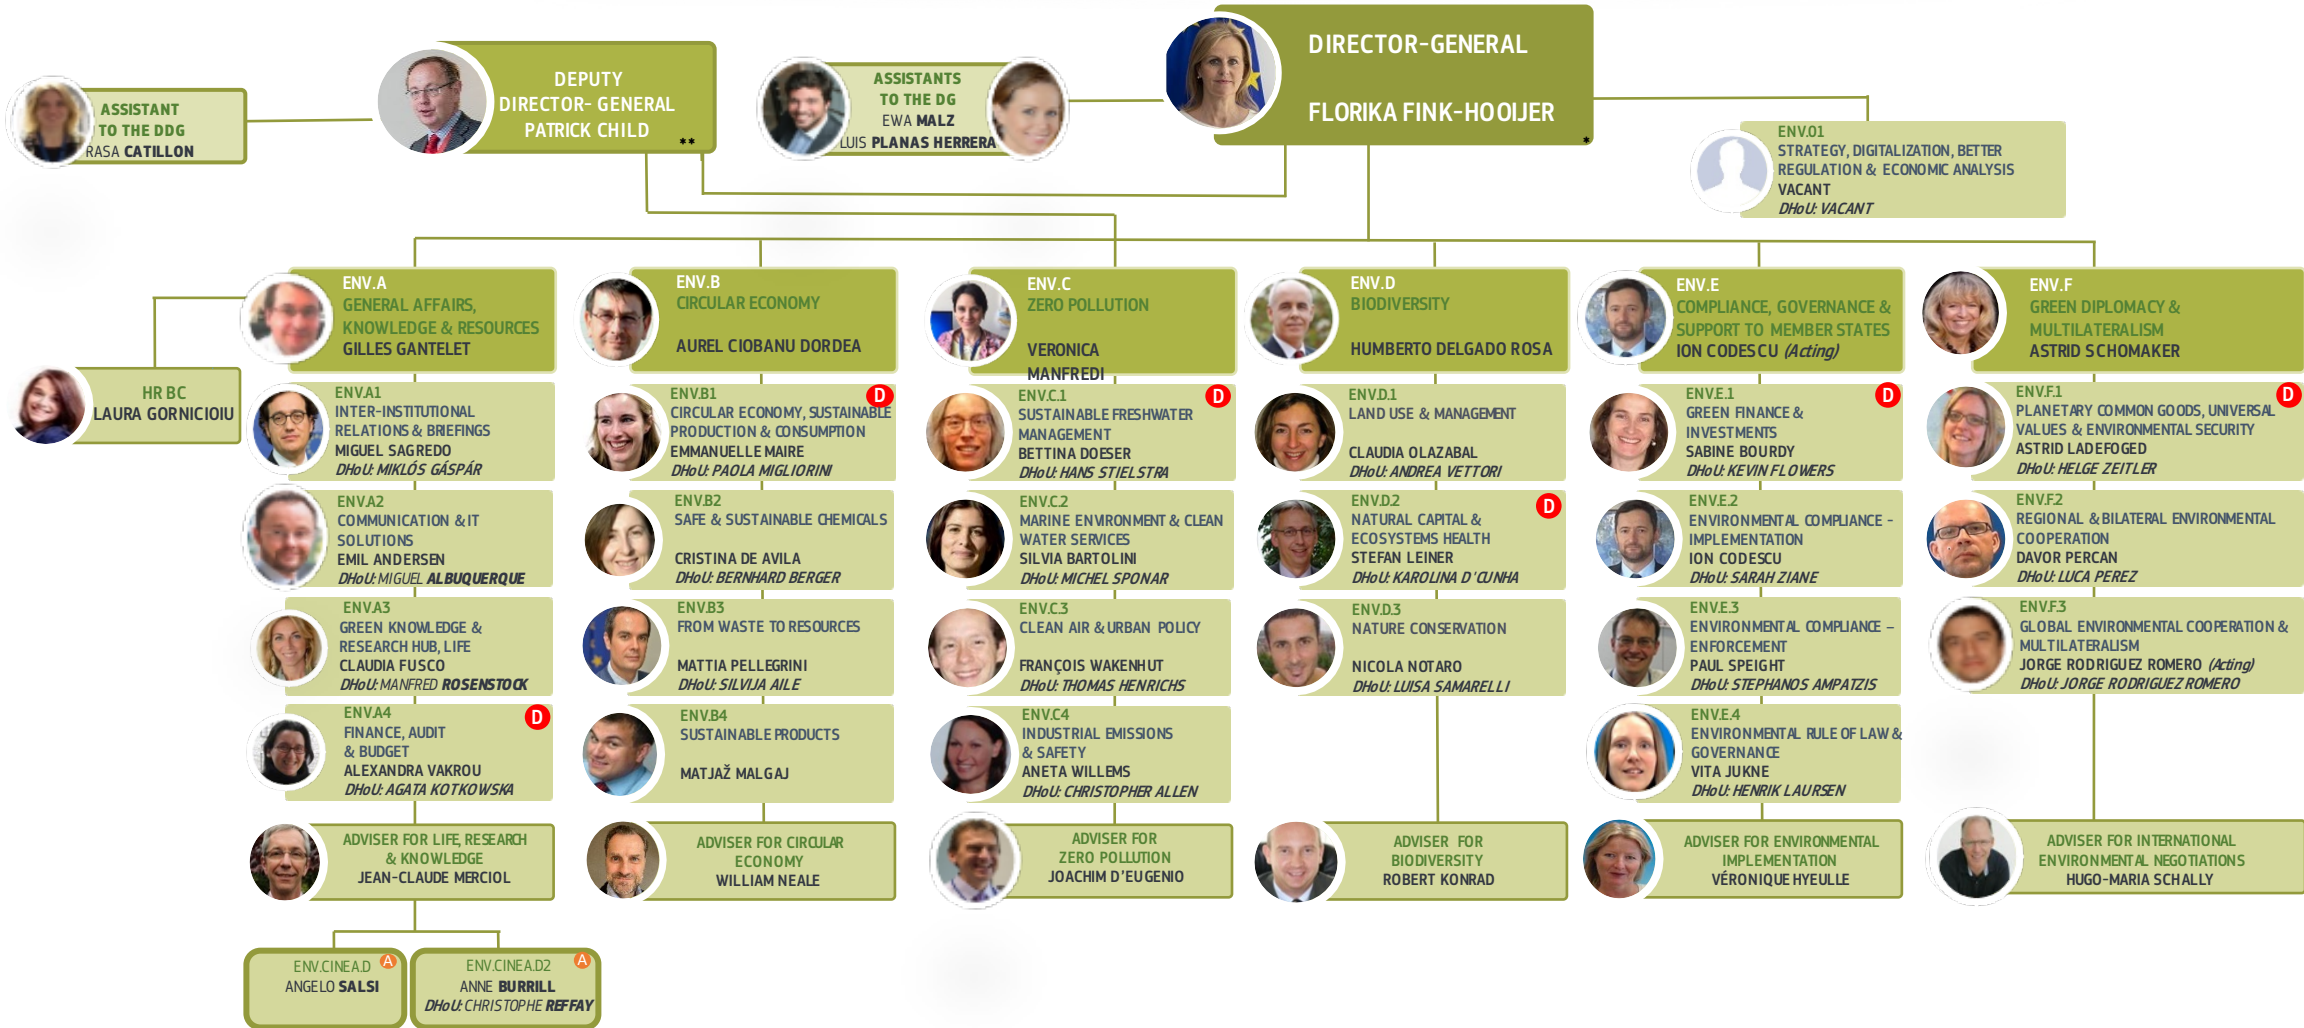 DIRECTOR-GENERAL
FLORIKA FINK-HOOIJER
*
DEPUTY
DIRECTOR- GENERAL
PATRICK CHILD
**
ASSISTANT
TO THE DDG
RASA CATILLON
ASSISTANTS
TO THE DG
EWA MALZ
LUIS PLANAS HERRERA
ENV.01
STRATEGY, DIGITALIZATION, BETTER
REGULATION & ECONOMIC ANALYSIS
VACANT
DHoU: VACANT
ENV.A
GENERAL AFFAIRS,
KNOWLEDGE & RESOURCES
GILLES GANTELET
HR BC
LAURA GORNICIOIU
ENV.A1
INTER-INSTITUTIONAL
RELATIONS & BRIEFINGS
MIGUEL SAGREDO
DHoU: MIKLÓS GÁSPÁR
ENV.A2
COMMUNICATION & IT
SOLUTIONS
EMIL ANDERSEN
DHoU: MIGUEL ALBUQUERQUE
ENV.A3
GREEN KNOWLEDGE &
RESEARCH HUB, LIFE
CLAUDIA FUSCO
DHoU: MANFRED ROSENSTOCK
ENV.A4
D
FINANCE, AUDIT
& BUDGET
ALEXANDRA VAKROU
DHoU: AGATA KOTKOWSKA
ADVISER FOR LIFE, RESEARCH
& KNOWLEDGE
JEAN-CLAUDE MERCIOL
ENV.CINEA.D
A
ANGELO SALSI
ENV.CINEA.D2
A
ANNE BURRILL
DHoU: CHRISTOPHE REFFAY
ENV.B
CIRCULAR ECONOMY
AUREL CIOBANU DORDEA
ENV.B1
D
CIRCULAR ECONOMY, SUSTAINABLE
PRODUCTION & CONSUMPTION
EMMANUELLE MAIRE
DHoU: PAOLA MIGLIORINI
ENV.B2
SAFE & SUSTAINABLE CHEMICALS
CRISTINA DE AVILA
DHoU: BERNHARD BERGER
ENV.B3
FROM WASTE TO RESOURCES
MATTIA PELLEGRINI
DHoU: SILVIJA AILE
ENV.B4
SUSTAINABLE PRODUCTS
MATJAŽ MALGAJ
ADVISER FOR CIRCULAR
ECONOMY
WILLIAM NEALE
ENV.C
ZERO POLLUTION
VERONICA
MANFREDI
ENV.C.1
D
SUSTAINABLE FRESHWATER
MANAGEMENT
BETTINA DOESER
DHoU: HANS STIELSTRA
ENV.C.2
MARINE ENVIRONMENT & CLEAN
WATER SERVICES
SILVIA BARTOLINI
DHoU: MICHEL SPONAR
ENV.C.3
CLEAN AIR & URBAN POLICY
FRANÇOIS WAKENHUT
DHoU: THOMAS HENRICHS
ENV.C4
INDUSTRIAL EMISSIONS
& SAFETY
ANETA WILLEMS
DHoU: CHRISTOPHER ALLEN
ADVISER FOR
ZERO POLLUTION
JOACHIM D'EUGENIO
ENV.D
BIODIVERSITY
HUMBERTO DELGADO ROSA
ENV.D.1
LAND USE & MANAGEMENT
CLAUDIA OLAZABAL
DHoU: ANDREA VETTORI
ENV.D.2
D
NATURAL CAPITAL &
ECOSYSTEMS HEALTH
STEFAN LEINER
DHoU: KAROLINA D'CUNHA
ENV.D.3
NATURE CONSERVATION
NICOLA NOTARO
DHoU: LUISA SAMARELLI
ADVISER FOR
BIODIVERSITY
ROBERT KONRAD
ENV.E
COMPLIANCE, GOVERNANCE &
SUPPORT TO MEMBER STATES
ION CODESCU (Acting)
ENV.E.1
D
GREEN FINANCE &
INVESTMENTS
SABINE BOURDY
DHoU: KEVIN FLOWERS
ENV.E.2
ENVIRONMENTAL COMPLIANCE -
IMPLEMENTATION
ION CODESCU
DHoU: SARAH ZIANE
ENV.E.3
ENVIRONMENTAL COMPLIANCE –
ENFORCEMENT
PAUL SPEIGHT
DHoU: STEPHANOS AMPATZIS
ENV.E.4
ENVIRONMENTAL RULE OF LAW &
GOVERNANCE
VITA JUKNE
DHoU: HENRIK LAURSEN
ADVISER FOR ENVIRONMENTAL
IMPLEMENTATION
VÉRONIQUE HYEULLE
ENV.F
GREEN DIPLOMACY &
MULTILATERALISM
ASTRID SCHOMAKER
ENV.F.1
D
PLANETARY COMMON GOODS, UNIVERSAL
VALUES & ENVIRONMENTAL SECURITY
ASTRID LADEFOGED
DHoU: HELGE ZEITLER
ENV.F.2
REGIONAL & BILATERAL ENVIRONMENTAL
COOPERATION
DAVOR PERCAN
DHoU: LUCA PEREZ
ENV.F.3
GLOBAL ENVIRONMENTAL COOPERATION &
MULTILATERALISM
JORGE RODRIGUEZ ROMERO (Acting)
DHoU: JORGE RODRIGUEZ ROMERO
ADVISER FOR INTERNATIONAL
ENVIRONMENTAL NEGOTIATIONS
HUGO-MARIA SCHALLY